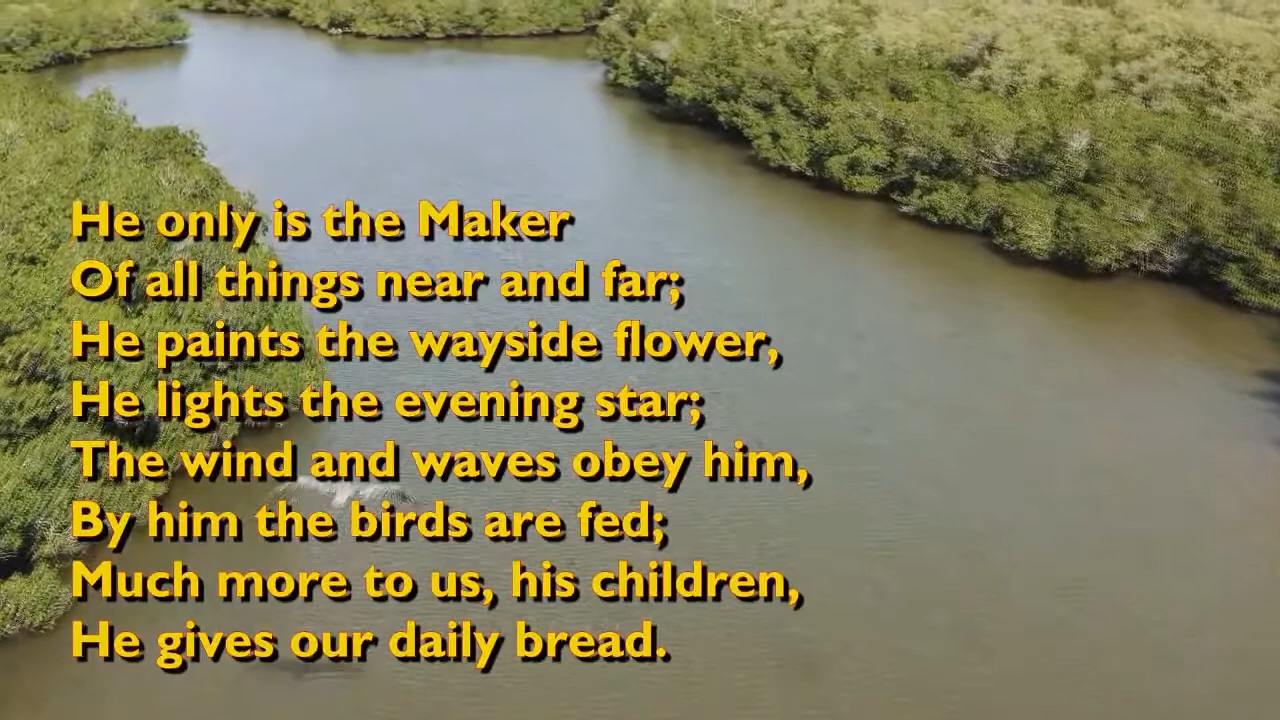 He only is the Maker
Of all things near and far;
He paints the wayside flower,
He lights the evening star;
The wind and waves obey him,
By him the birds are fed;
Much more to us, his children,
He gives our daily bread.